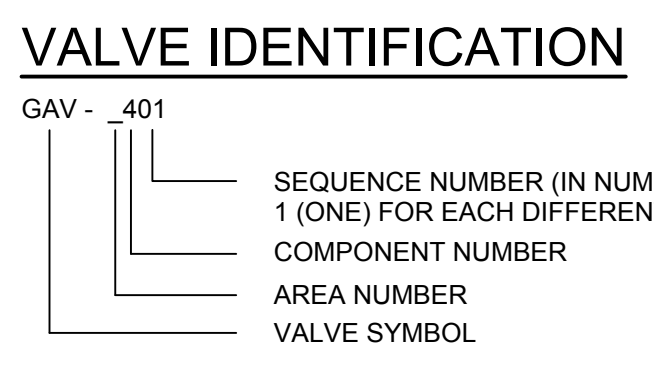 VALVE IDENTIFICATION
GAV - _401
SEQUENCE NUMBER (IN NUM
1 (ONE) FOR EACH DIFFEREN
COMPONENT NUMBER
AREA NUMBER
VALVE SYMBOL